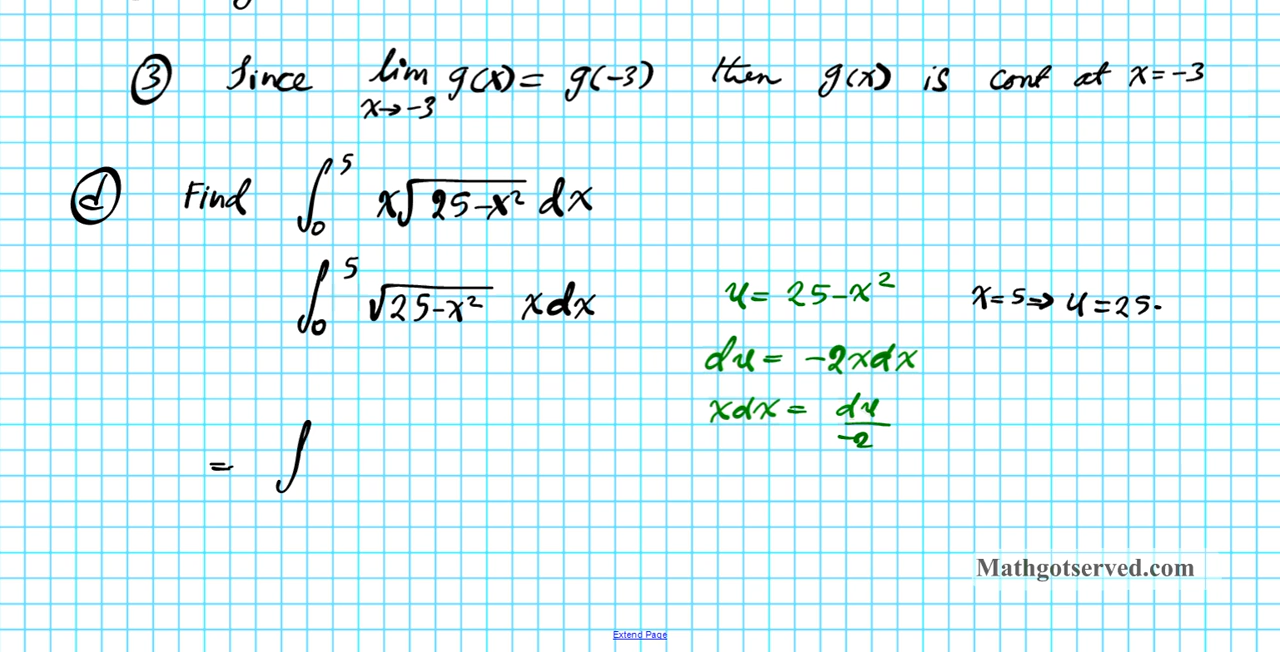 ③ Since lim g(x) = g(-3) then g(x) is cont at x = -3
x→-3
ⓓ Find ∫₀⁵ x√(25-x²) dx
∫₀⁵ √(25-x²) xdx
u = 25-x²
x=5 ⇒ u=25-
du = -2xdx
xdx = du/-2
= ∫
Mathgotserved.com
Extend Page